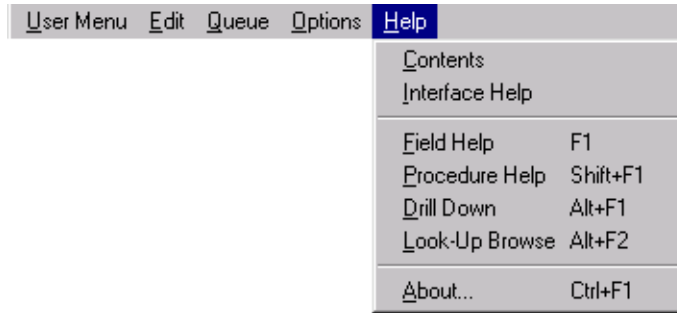 User Menu Edit Queue Options Help
Contents
Interface Help
Field Help F1
Procedure Help Shift+F1
Drill Down Alt+F1
Look-Up Browse Alt+F2
About... Ctrl+F1